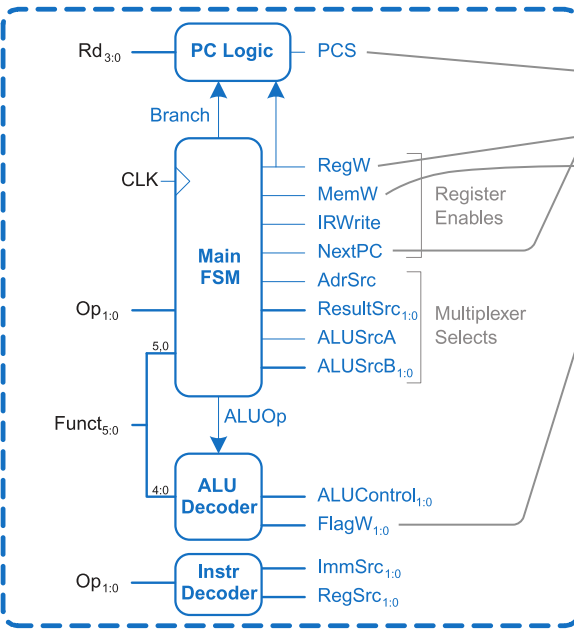 Rd3:0
PC Logic
PCS
Branch
CLK
RegW
MemW
IRWrite
NextPC
Register
Enables
Main
FSM
AdrSrc
Op1:0
ResultSrc1:0
ALUSrcA
ALUSrcB1:0
Multiplexer
Selects
5,0
ALUOp
Funct5:0
4:0
ALU
Decoder
ALUControl1:0
FlagW1:0
Op1:0
Instr
Decoder
ImmSrc1:0
RegSrc1:0